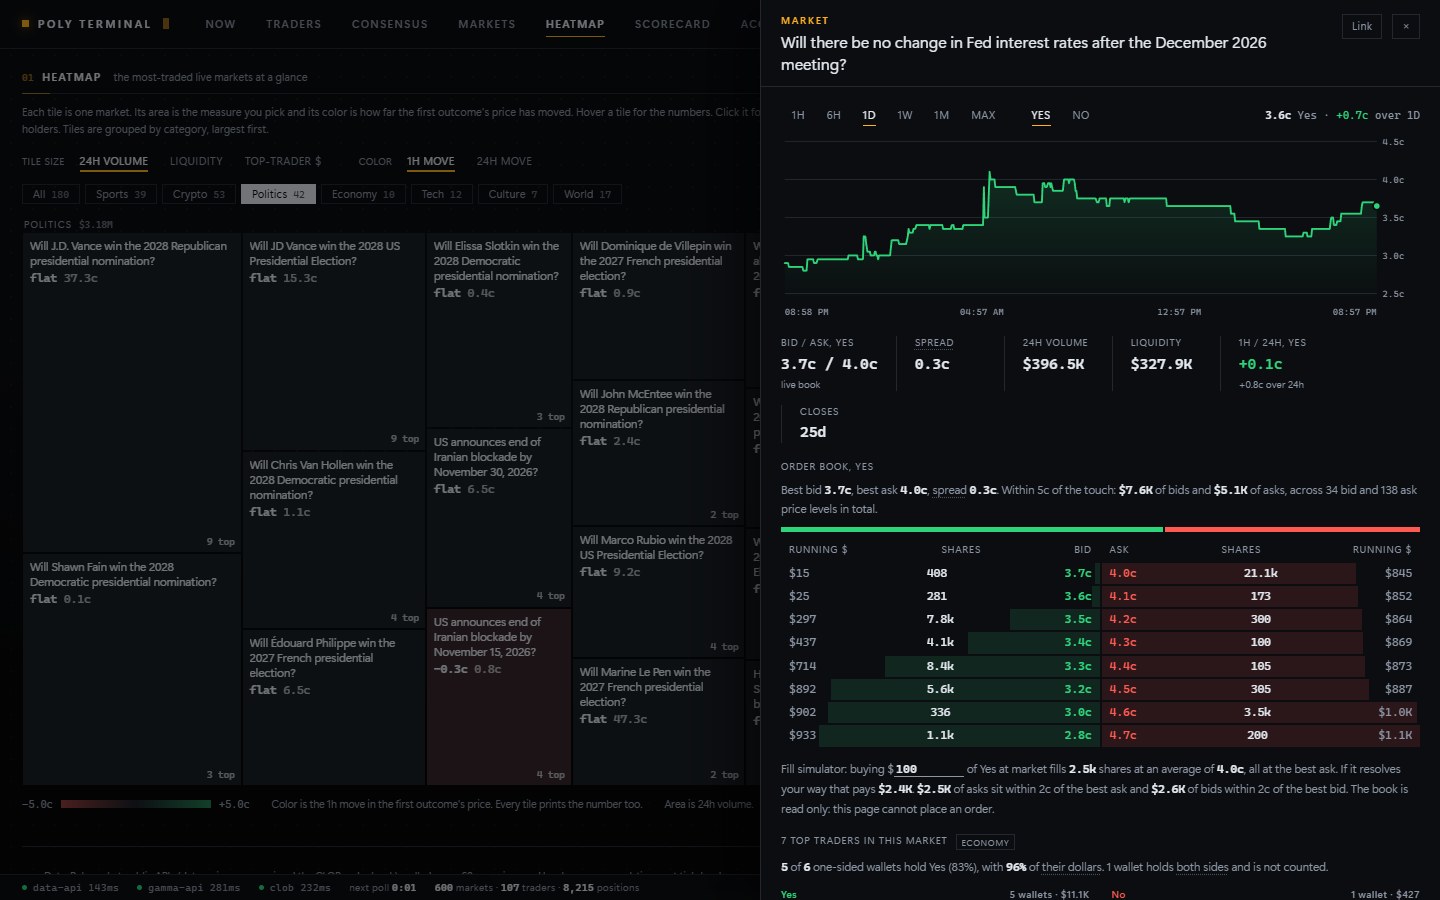 POLY TERMINAL
NOW TRADERS CONSENSUS MARKETS HEATMAP SCORECARD
01 HEATMAP the most-traded live markets at a glance
Each tile is one market. Its area is the measure you pick and its color is how far the first outcome's price has moved. Hover a tile for the numbers. Click it
holders. Tiles are grouped by category, largest first.
TILE SIZE 24H VOLUME LIQUIDITY TOP-TRADER $ COLOR 1H MOVE 24H MOVE
All 180 Sports 39 Crypto 53 Politics 42 Economy 10 Tech 12 Culture 7 World 17
POLITICS $3.18M
Will J.D. Vance win the 2028 Republican
presidential nomination?
flat 37.3c
9 top
Will Shawn Fain win the 2028
Democratic presidential nomination?
flat 0.1c
3 top
Will JD Vance win the 2028 US
Presidential Election?
flat 15.3c
9 top
Will Chris Van Hollen win the
2028 Democratic presidential
nomination?
flat 1.1c
4 top
Will Édouard Philippe win the
2027 French presidential
election?
flat 6.5c
Will Elissa Slotkin win the
2028 Democratic
presidential nomination?
flat 0.4c
3 top
US announces end of
Iranian blockade by
November 30, 2026?
flat 6.5c
4 top
US announces end of
Iranian blockade by
November 15, 2026?
−0.3c 0.8c
4 top
Will Dominique de Villepin win
the 2027 French presidential
election?
flat 0.9c
Will John McEntee win the
2028 Republican presidential
nomination?
flat 2.4c
2 top
Will Marco Rubio win the 2028
US Presidential Election?
flat 9.2c
4 top
Will Marine Le Pen win the
2027 French presidential
election?
flat 47.3c
2 top
−5.0c +5.0c Color is the 1h move in the first outcome's price. Every tile prints the number too. Area is 24h volume.
data-api 143ms gamma-api 281ms clob 232ms next poll 0:01 600 markets · 107 traders · 8,215 positions
MARKET
Link ×
Will there be no change in Fed interest rates after the December 2026
meeting?
1H 6H 1D 1W 1M MAX YES NO 3.6c Yes · +0.7c over 1D
4.5c
4.0c
3.5c
3.0c
2.5c
08:58 PM 04:57 AM 12:57 PM 08:57 PM
BID / ASK, YES
3.7c / 4.0c
live book
SPREAD
0.3c
24H VOLUME
$396.5K
LIQUIDITY
$327.9K
1H / 24H, YES
+0.1c
+0.8c over 24h
CLOSES
25d
ORDER BOOK, YES
Best bid 3.7c, best ask 4.0c, spread 0.3c. Within 5c of the touch: $7.6K of bids and $5.1K of asks, across 34 bid and 138 ask
price levels in total.
RUNNING $ SHARES BID ASK SHARES RUNNING $
$15 408 3.7c 4.0c 21.1k $845
$25 281 3.6c 4.1c 173 $852
$297 7.8k 3.5c 4.2c 300 $864
$437 4.1k 3.4c 4.3c 100 $869
$714 8.4k 3.3c 4.4c 105 $873
$892 5.6k 3.2c 4.5c 305 $887
$902 336 3.0c 4.6c 3.5k $1.0K
$933 1.1k 2.8c 4.7c 200 $1.1K
Fill simulator: buying $ 100 of Yes at market fills 2.5k shares at an average of 4.0c, all at the best ask. If it resolves
your way that pays $2.4K. $2.5K of asks sit within 2c of the best ask and $2.6K of bids within 2c of the best bid. The book is
read only: this page cannot place an order.
7 TOP TRADERS IN THIS MARKET ECONOMY
5 of 6 one-sided wallets hold Yes (83%), with 96% of their dollars. 1 wallet holds both sides and is not counted.
Yes 5 wallets · $11.1K No 1 wallet · $427